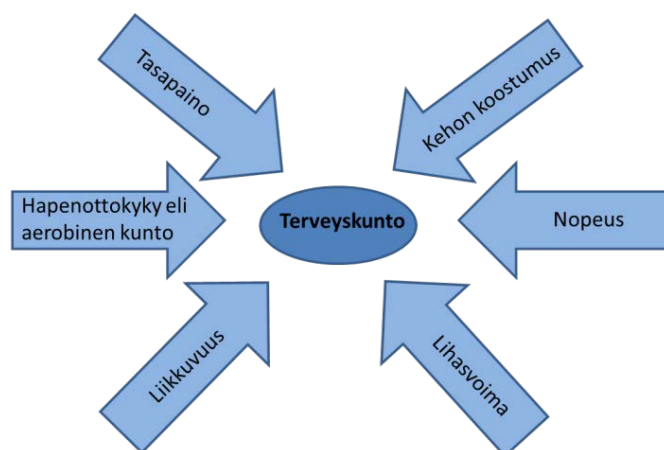 Tasapaino
Kehon koostumus
Hapenottokyky eli
aerobinen kunto
Terveyskunto
Nopeus
Liikkuvuus
Lihasvoima